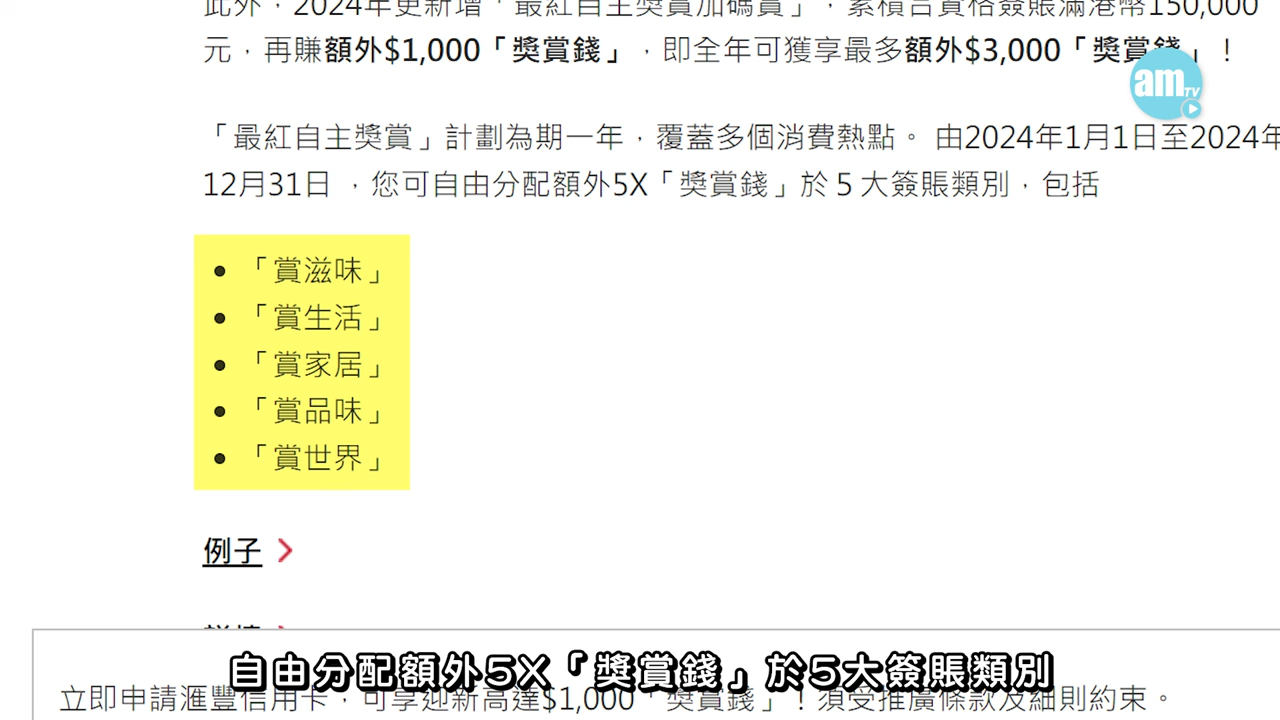 此外，2024年更新增「最紅自主獎賞加碼賞」，累積合資格簽賬滿港幣150,000
元，再賺額外$1,000「獎賞錢」，即全年可獲享最多額外$3,000「獎賞錢」！
am TV
「最紅自主獎賞」計劃為期一年，覆蓋多個消費熱點。 由2024年1月1日至2024年
12月31日 ，您可自由分配額外5X「獎賞錢」於 5 大簽賬類別，包括
• 「賞滋味」
• 「賞生活」
• 「賞家居」
• 「賞品味」
• 「賞世界」
例子
自由分配額外5X「獎賞錢」於5大簽賬類別
立即申請滙豐信用卡，可享迎新高達$1,000「獎賞錢」！須受推廣條款及細則約束。